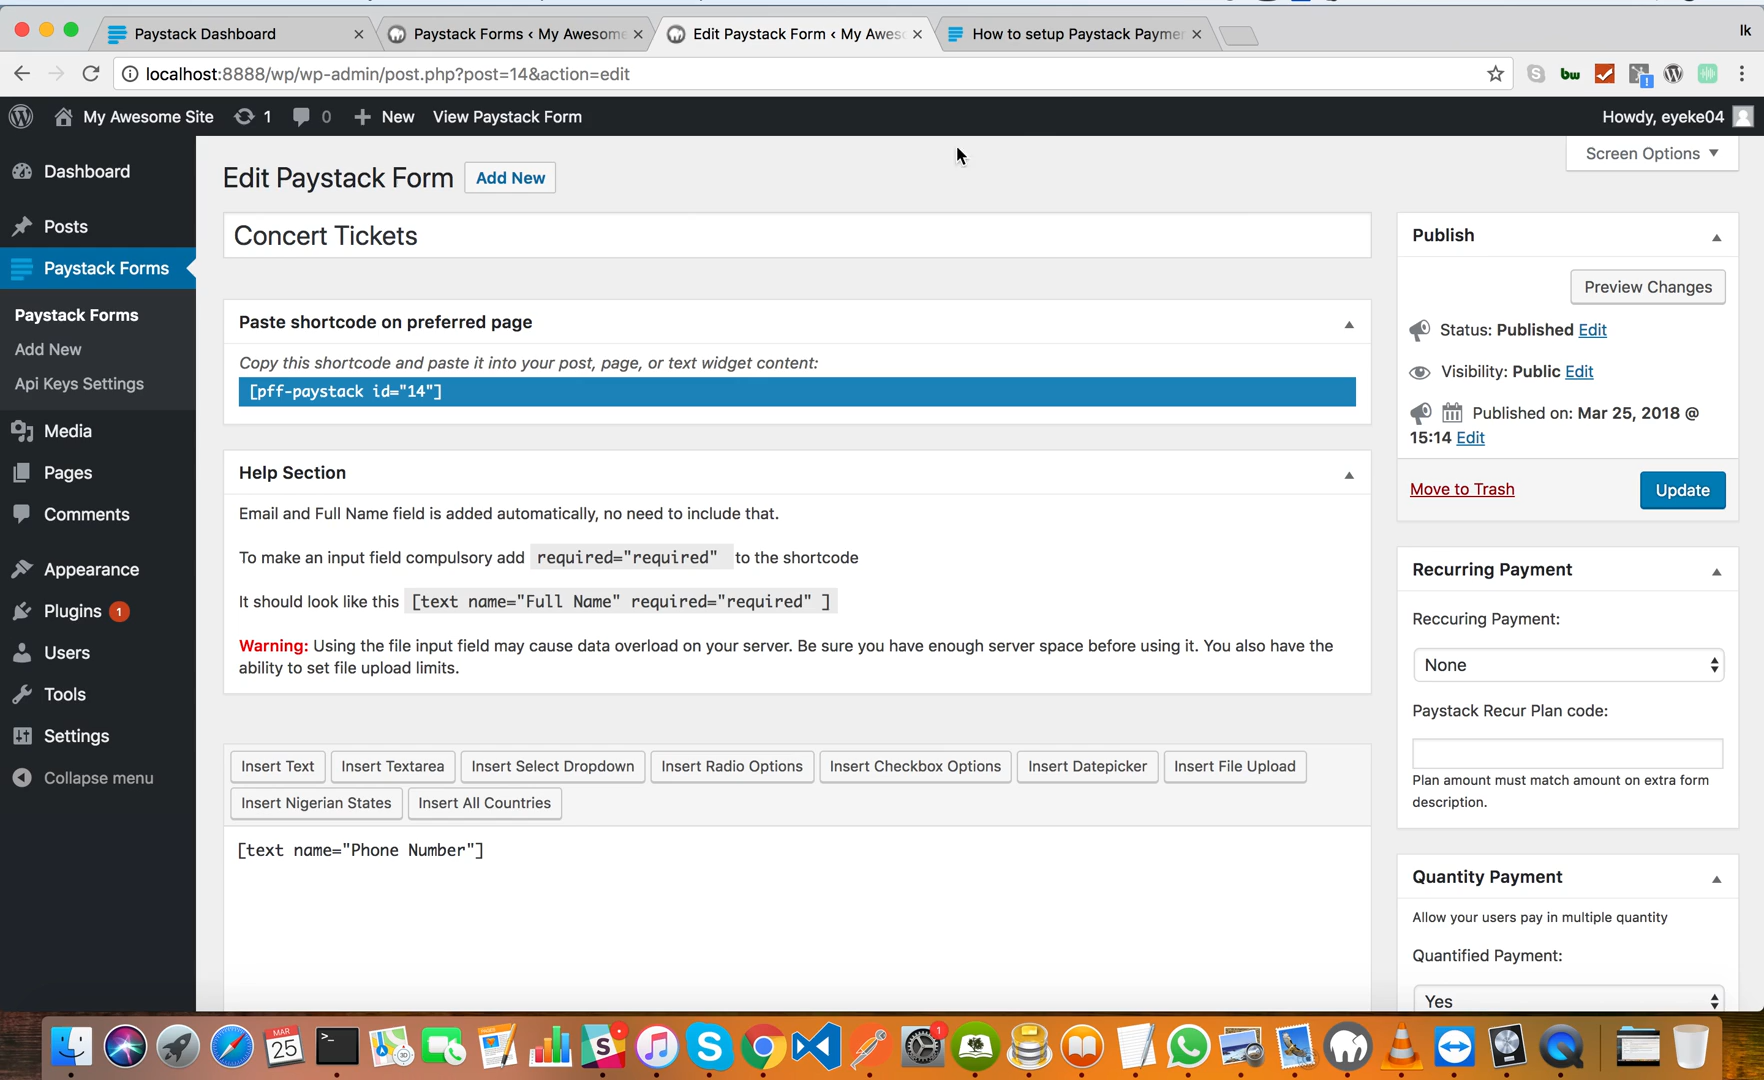 Paystack Dashboard
Paystack Forms ‹ My Awesome
Edit Paystack Form ‹ My Awes
How to setup Paystack Payme
Ik
localhost:8888/wp/wp-admin/post.php?post=14&action=edit
bw
My Awesome Site
1
0
New
View Paystack Form
Howdy, eyeke04
Screen Options
Dashboard
Posts
Paystack Forms
Paystack Forms
Add New
Api Keys Settings
Media
Pages
Comments
Appearance
Plugins 1
Users
Tools
Settings
Collapse menu
Edit Paystack Form
Add New
Concert Tickets
Paste shortcode on preferred page
Copy this shortcode and paste it into your post, page, or text widget content:
[pff-paystack id="14"]
Help Section
Email and Full Name field is added automatically, no need to include that.
To make an input field compulsory add required="required" to the shortcode
It should look like this [text name="Full Name" required="required" ]
Warning: Using the file input field may cause data overload on your server. Be sure you have enough server space before using it. You also have the
ability to set file upload limits.
Insert Text
Insert Textarea
Insert Select Dropdown
Insert Radio Options
Insert Checkbox Options
Insert Datepicker
Insert File Upload
Insert Nigerian States
Insert All Countries
[text name="Phone Number"]
Publish
Preview Changes
Status: Published Edit
Visibility: Public Edit
Published on: Mar 25, 2018 @
15:14 Edit
Move to Trash
Update
Recurring Payment
Reccuring Payment:
None
Paystack Recur Plan code:
Plan amount must match amount on extra form
description.
Quantity Payment
Allow your users pay in multiple quantity
Quantified Payment:
Yes
MAR
25
3D
1